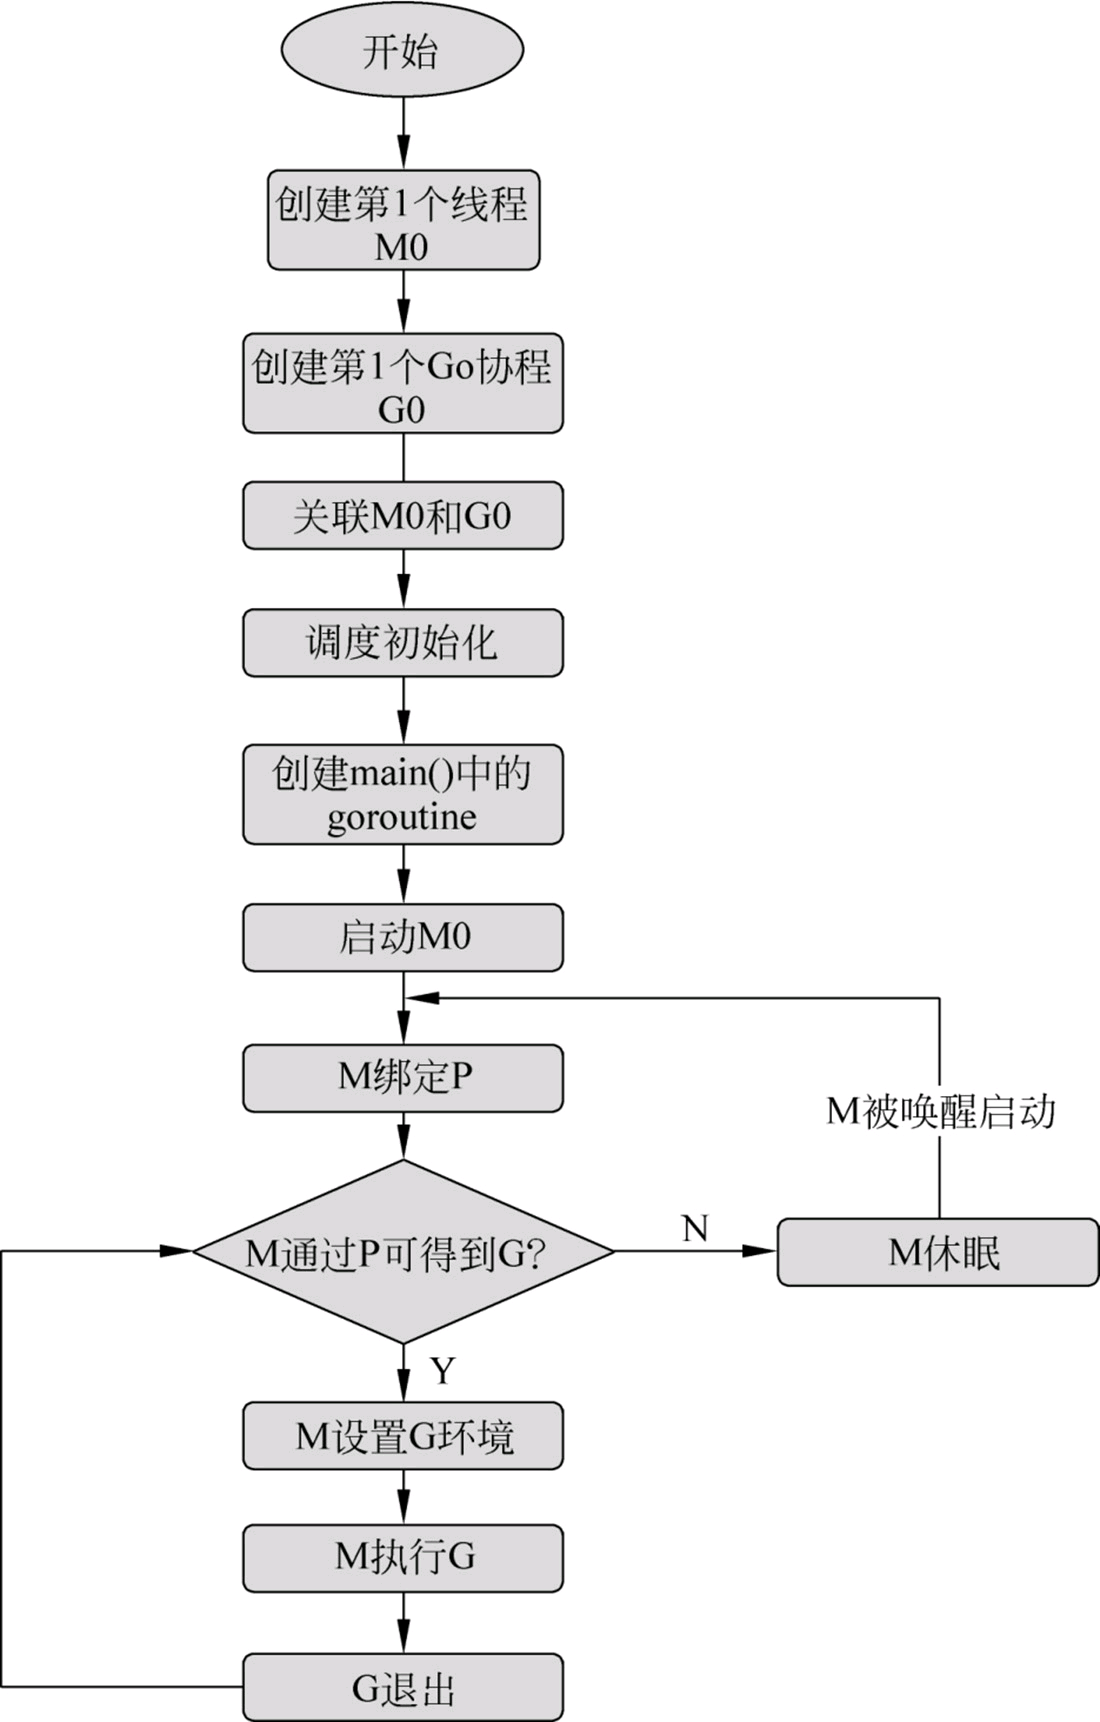 开始
创建第1个线程
M0
创建第1个Go协程
G0
关联M0和G0
调度初始化
创建main()中的
goroutine
启动M0
M绑定P
M被唤醒启动
M通过P可得到G?
N
M休眠
Y
M设置G环境
M执行G
G退出